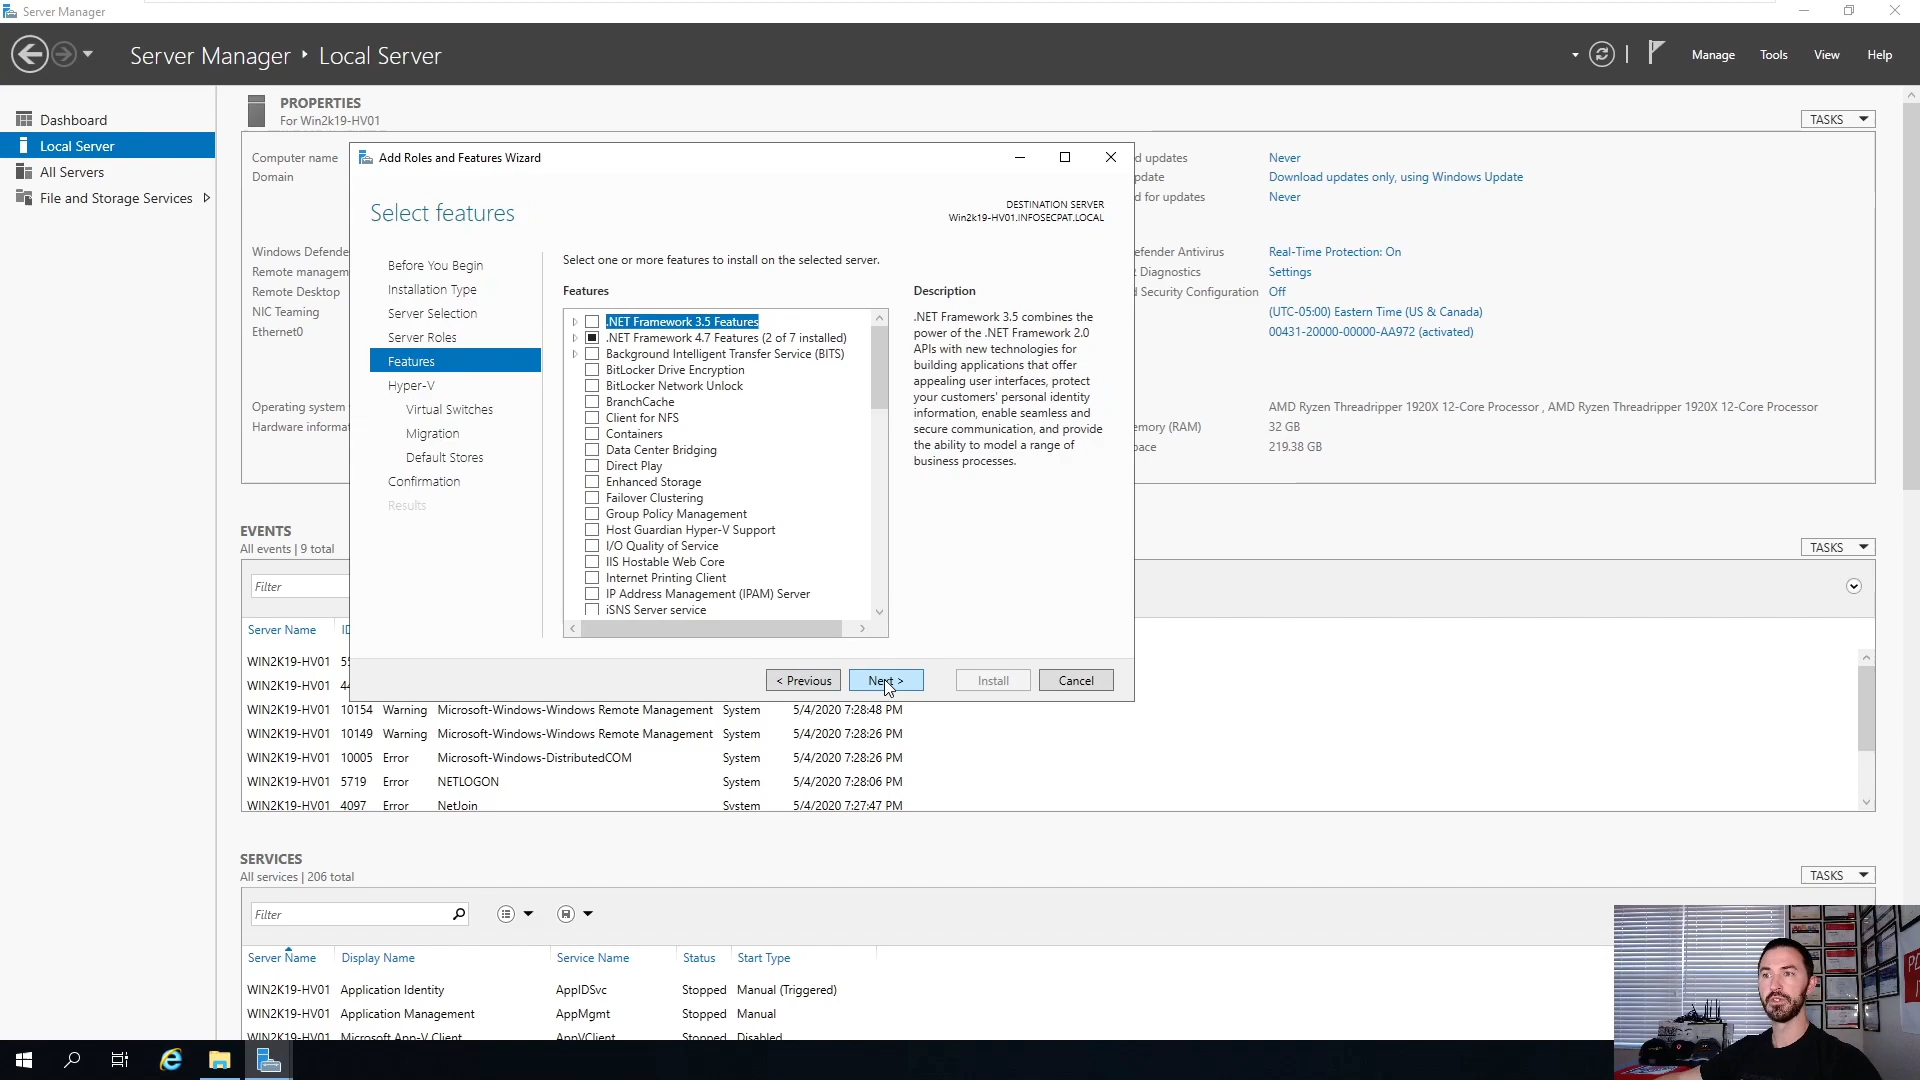 Server Manager
Server Manager ‣ Local Server
Manage
Tools
View
Help
Dashboard
Local Server
All Servers
File and Storage Services
PROPERTIES
For Win2k19-HV01
TASKS
Computer name
Domain
Windows Defende
Remote managem
Remote Desktop
NIC Teaming
Ethernet0
Operating system
Hardware informat
d updates
Never
pdate
Download updates only, using Windows Update
d for updates
Never
efender Antivirus
Real-Time Protection: On
Diagnostics
Settings
d Security Configuration
Off
(UTC-05:00) Eastern Time (US & Canada)
00431-20000-00000-AA972 (activated)
AMD Ryzen Threadripper 1920X 12-Core Processor , AMD Ryzen Threadripper 1920X 12-Core Processor
emory (RAM)
32 GB
pace
219.38 GB
Add Roles and Features Wizard
Select features
DESTINATION SERVER
Win2k19-HV01.INFOSECPAT.LOCAL
Before You Begin
Installation Type
Server Selection
Server Roles
Features
Hyper-V
Virtual Switches
Migration
Default Stores
Confirmation
Results
Select one or more features to install on the selected server.
Features
.NET Framework 3.5 Features
.NET Framework 4.7 Features (2 of 7 installed)
Background Intelligent Transfer Service (BITS)
BitLocker Drive Encryption
BitLocker Network Unlock
BranchCache
Client for NFS
Containers
Data Center Bridging
Direct Play
Enhanced Storage
Failover Clustering
Group Policy Management
Host Guardian Hyper-V Support
I/O Quality of Service
IIS Hostable Web Core
Internet Printing Client
IP Address Management (IPAM) Server
iSNS Server service
Description
.NET Framework 3.5 combines the
power of the .NET Framework 2.0
APIs with new technologies for
building applications that offer
appealing user interfaces, protect
your customers' personal identity
information, enable seamless and
secure communication, and provide
the ability to model a range of
business processes.
< Previous
Next >
Install
Cancel
EVENTS
All events | 9 total
TASKS
Filter
Server Name
ID
WIN2K19-HV01
WIN2K19-HV01
WIN2K19-HV01 10154 Warning Microsoft-Windows-Windows Remote Management System 5/4/2020 7:28:48 PM
WIN2K19-HV01 10149 Warning Microsoft-Windows-Windows Remote Management System 5/4/2020 7:28:26 PM
WIN2K19-HV01 10005 Error Microsoft-Windows-DistributedCOM System 5/4/2020 7:28:26 PM
WIN2K19-HV01 5719 Error NETLOGON System 5/4/2020 7:28:06 PM
WIN2K19-HV01 4097 Error NetJoin System 5/4/2020 7:27:47 PM
SERVICES
All services | 206 total
TASKS
Filter
Server Name Display Name Service Name Status Start Type
WIN2K19-HV01 Application Identity AppIDSvc Stopped Manual (Triggered)
WIN2K19-HV01 Application Management AppMgmt Stopped Manual
WIN2K19-HV01 Microsoft App-V Client AppVClient Stopped Disabled